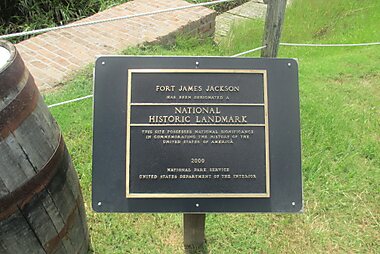 FORT JAMES JACKSON
HAS BEEN DESIGNATED A
NATIONAL
HISTORIC LANDMARK
THIS SITE POSSESSES NATIONAL SIGNIFICANCE
IN COMMEMORATING THE HISTORY OF THE
UNITED STATES OF AMERICA
2000
NATIONAL PARK SERVICE
UNITED STATES DEPARTMENT OF THE INTERIOR